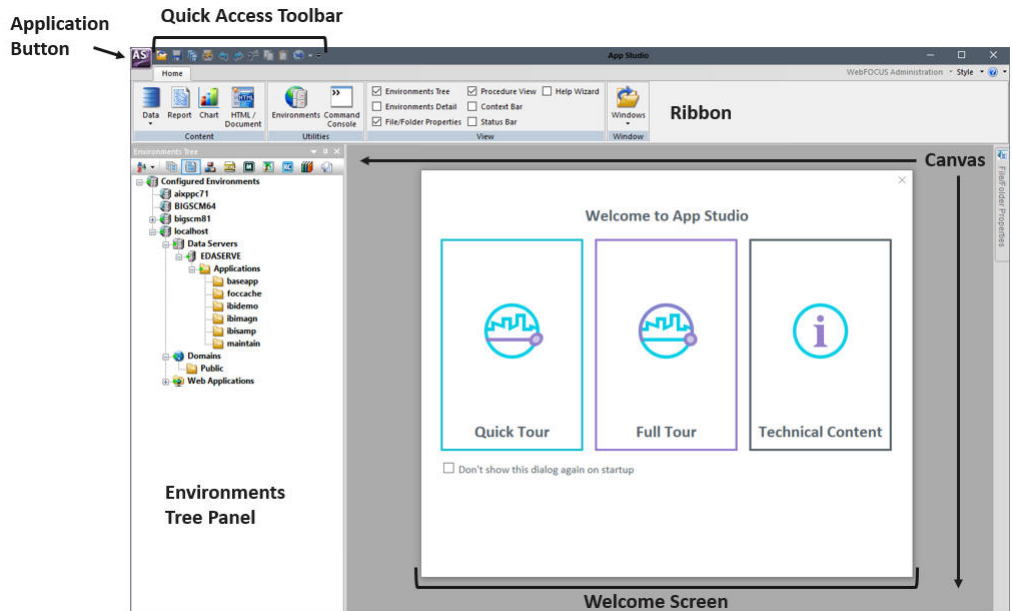 Quick Access Toolbar
Application
Button
AS
App Studio
Home
WebFOCUS Administration
Style
Data
Report
Chart
HTML /
Document
Content
Environments
Command
Console
Utilities
Environments Tree
Procedure View
Help Wizard
Environments Detail
Context Bar
File/Folder Properties
Status Bar
View
Windows
Window
Ribbon
Environments Tree
Canvas
File/Folder Properties
Configured Environments
aixppc71
BIGSCM64
bigscm81
localhost
Data Servers
EDASERVE
Applications
baseapp
foccache
ibidemo
ibimagn
ibisamp
maintain
Domains
Public
Web Applications
Environments
Tree Panel
Welcome to App Studio
Quick Tour
Full Tour
Technical Content
Don't show this dialog again on startup
Welcome Screen